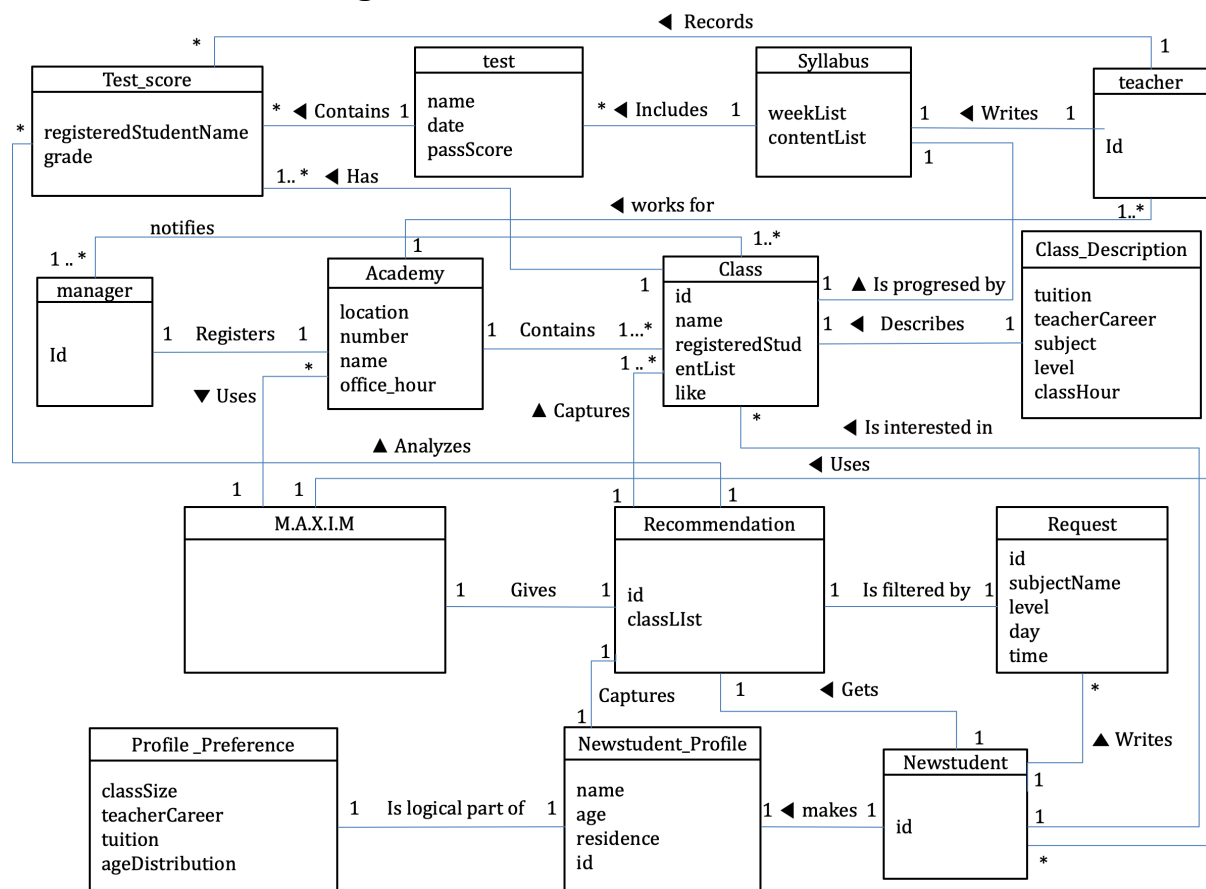 ◀ Records
* 1
Test_score
registeredStudentName
grade
* ◀ Contains 1
test
name
date
passScore
* ◀ Includes 1
Syllabus
weekList
contentList
1 ◀ Writes 1
teacher
Id
*
1.. * ◀ Has
1
◀ works for
1..*
notifies
1 .. *
1
1..*
manager
Id
1 Registers 1
Academy
location
number
name
office_hour
1 Contains 1...*
Class
id
name
registeredStud
entList
like
1
1 ▲ Is progresed by
1 ◀ Describes 1
Class_Description
tuition
teacherCareer
subject
level
classHour
*
▼ Uses
1 .. *
▲ Captures
*
◀ Is interested in
▲ Analyzes
◀ Uses
1 1
1 1
M.A.X.I.M
1 Gives 1
Recommendation
id
classLIst
1 Is filtered by 1
Request
id
subjectName
level
day
time
1
Captures
1
1 ◀ Gets
1
*
▲ Writes
1
Profile _Preference
classSize
teacherCareer
tuition
ageDistribution
1 Is logical part of 1
Newstudent_Profile
name
age
residence
id
1 ◀ makes 1
Newstudent
id
1
*